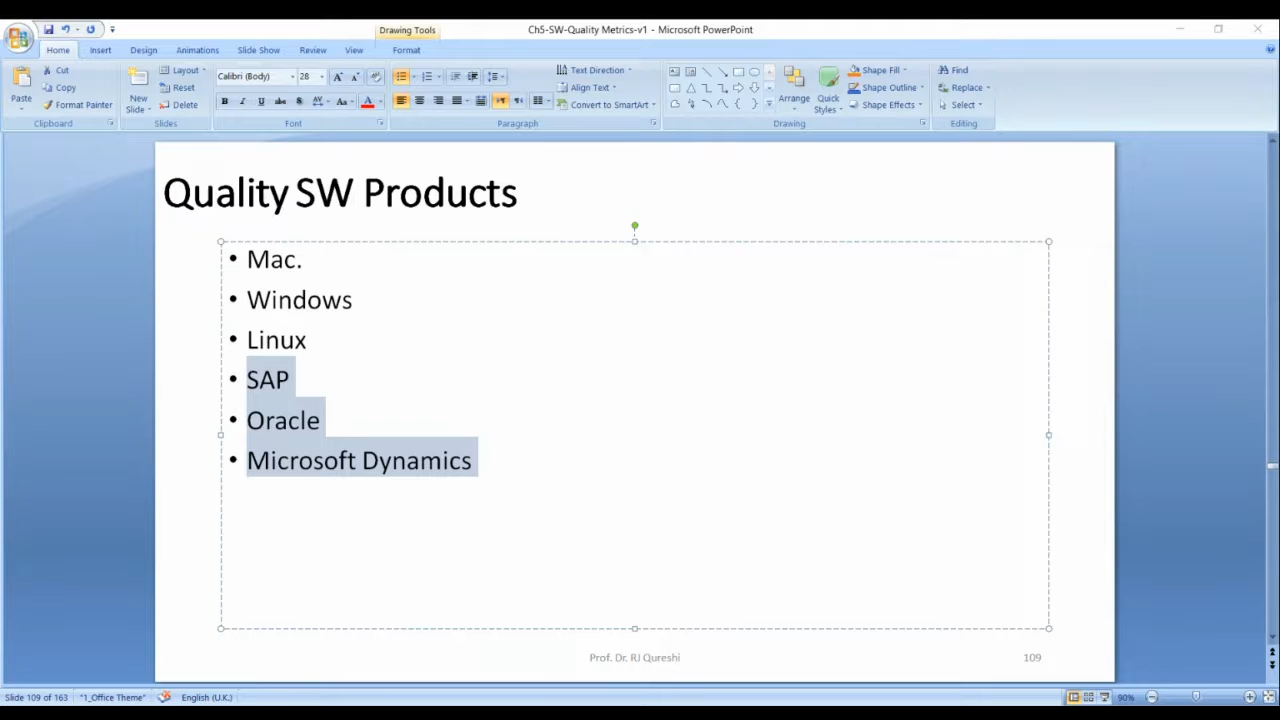 Drawing Tools
Ch5-SW-Quality Metrics-v1 - Microsoft PowerPoint
Home Insert Design Animations Slide Show Review View Format
Cut
Copy
Format Painter
Paste
Clipboard
New Slide
Layout
Reset
Delete
Slides
Calibri (Body) 28
B I U abc S AV Aa A
Font
Paragraph
Text Direction
Align Text
Convert to SmartArt
Arrange
Quick Styles
Shape Fill
Shape Outline
Shape Effects
Drawing
Find
Replace
Select
Editing
Quality SW Products
• Mac.
• Windows
• Linux
• SAP
• Oracle
• Microsoft Dynamics
Prof. Dr. RJ Qureshi 109
Slide 109 of 163 "1_Office Theme" English (U.K.) 90%